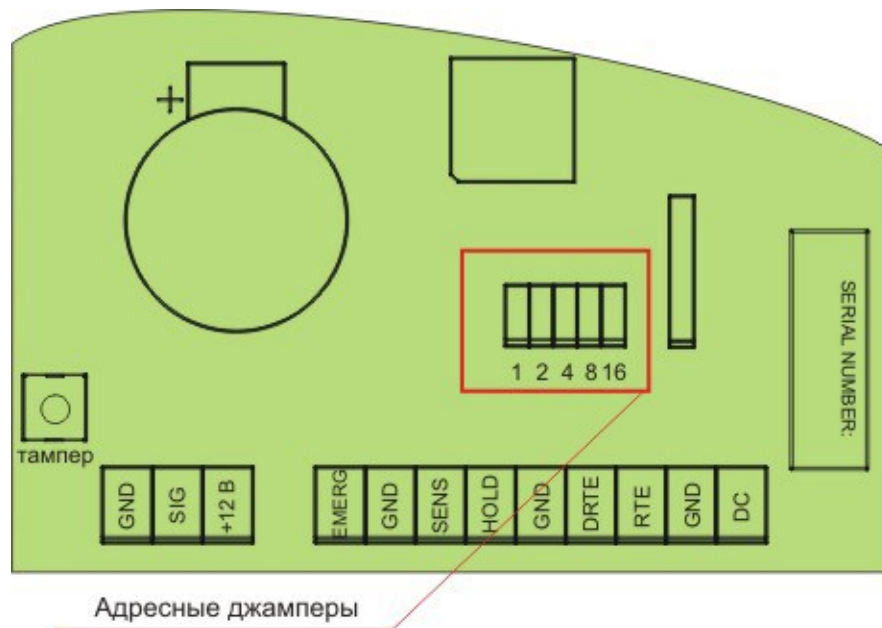 +
SERIAL NUMBER:
1 2 4 8 16
тампер
GND SIG +12 В
EMERG GND SENS HOLD GND DRTE RTE GND DC
Адресные джамперы